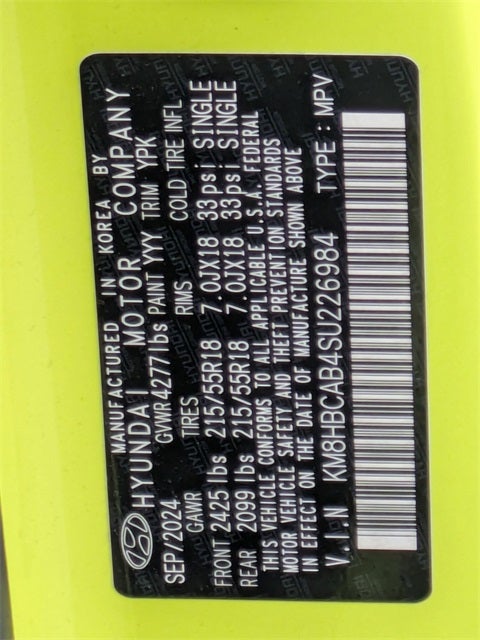 MANUFACTURED IN KOREA BY
HYUNDAI MOTOR COMPANY
SEP/2024 GVWR 4277 lbs PAINT YYY TRIM YPK
GAWR TIRES RIMS COLD TIRE INFL
FRONT 2425 lbs 215/55R18 7.0JX18 33psi SINGLE
REAR 2099 lbs 215/55R18 7.0JX18 33psi SINGLE
THIS VEHICLE CONFORMS TO ALL APPLICABLE U.S.A. FEDERAL
MOTOR VEHICLE SAFETY AND THEFT PREVENTION STANDARDS
IN EFFECT ON THE DATE OF MANUFACTURE SHOWN ABOVE
V.I.N KM8HBCAB4SU226984 TYPE : MPV